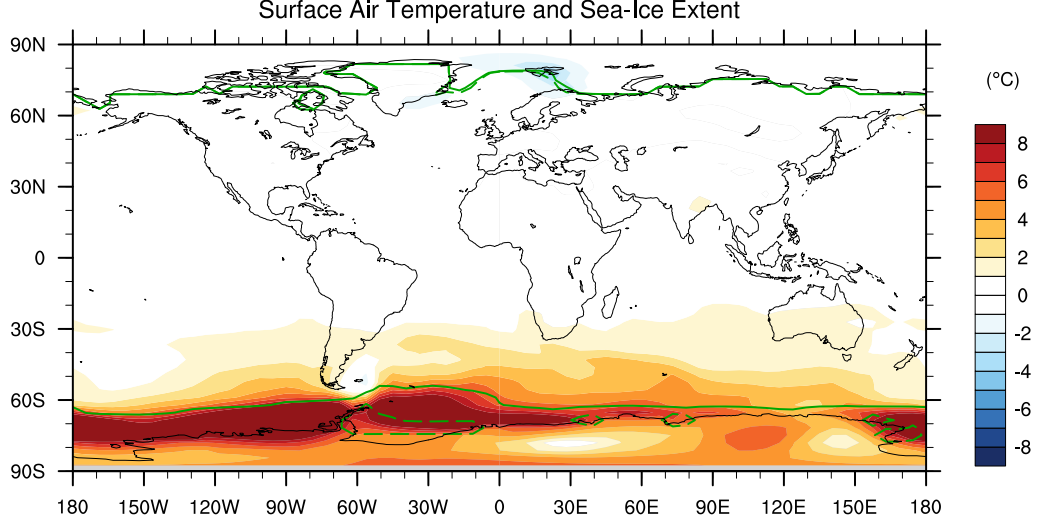 Surface Air Temperature and Sea-Ice Extent
90N
60N
30N
0
30S
60S
90S
180 150W 120W 90W 60W 30W 0 30E 60E 90E 120E 150E 180
(°C)
8
6
4
2
0
-2
-4
-6
-8